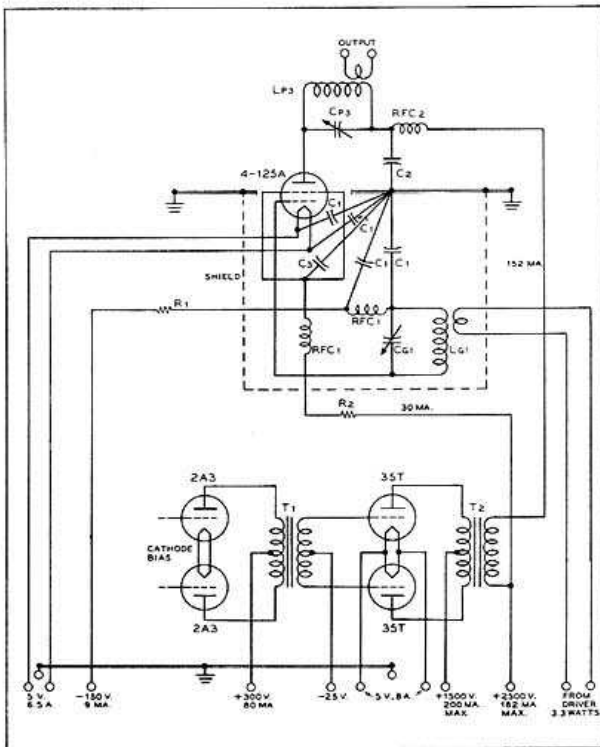 OUTPUT
LP3
CP3
RFC2
4-125A
C2
C1
C1
C3
C1
C1
SHIELD
152 MA.
R1
RFC1
RFC1
CG1
LG1
R2
30 MA.
2A3
35T
T1
T2
CATHODE
BIAS
2A3
35T
5 V.
6.5 A
-150 V.
9 MA.
+300 V.
80 MA
-25 V.
5 V., 8 A
+1500 V.
200 MA.
MAX.
+2500 V.
182 MA
MAX.
FROM
DRIVER
3.3 WATTS